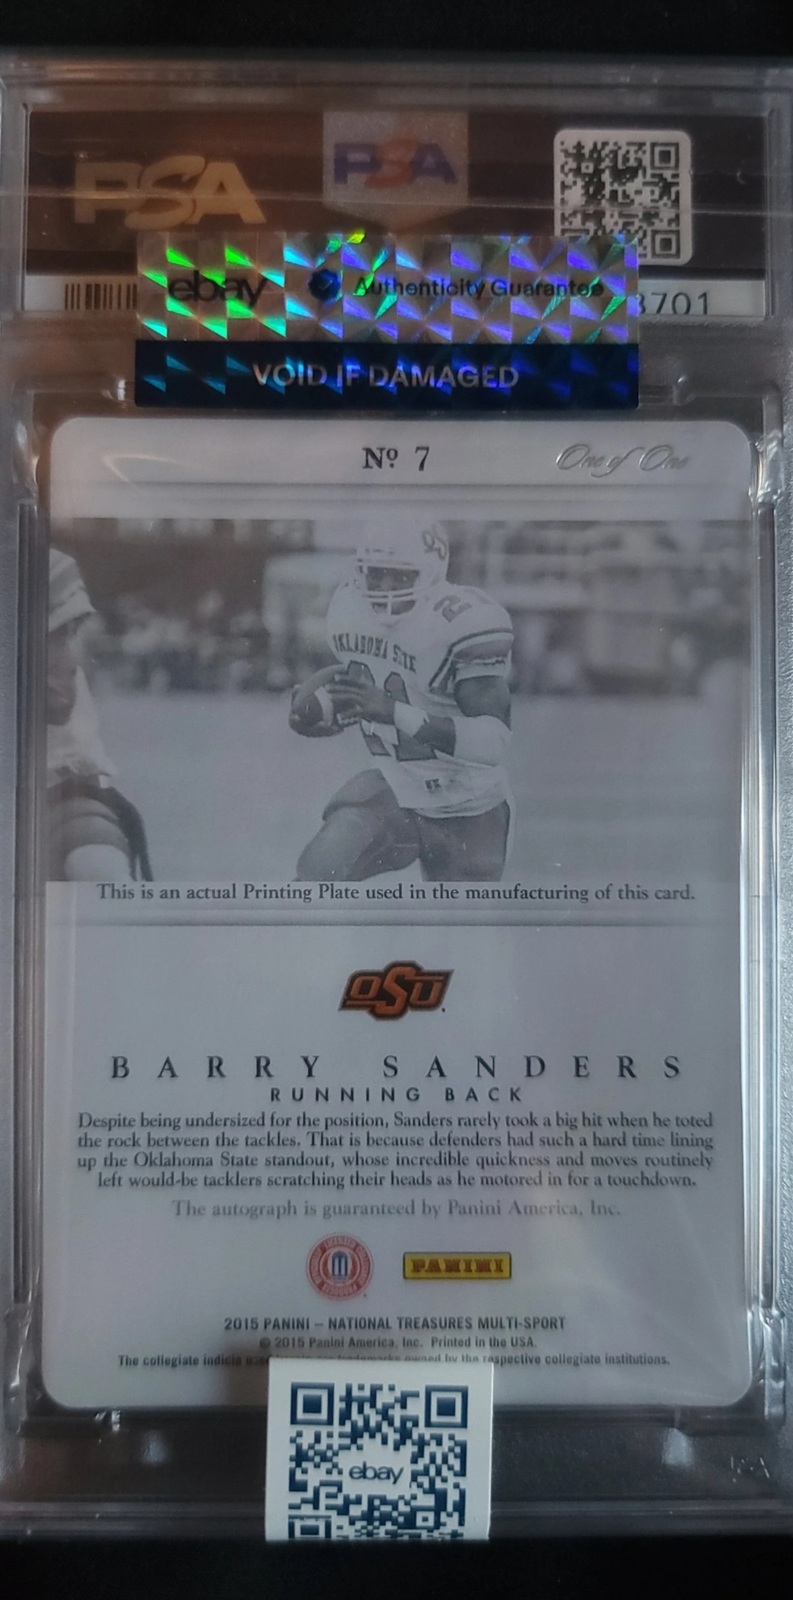 PSA
PSA
ebay Authenticity Guarantee
3701
VOID IF DAMAGED
Nº 7
One of One
OKLAHOMA STATE
21
This is an actual Printing Plate used in the manufacturing of this card.
OSU
BARRY SANDERS
RUNNING BACK
Despite being undersized for the position, Sanders rarely took a big hit when he toted
the rock between the tackles. That is because defenders had such a hard time lining
up the Oklahoma State standout, whose incredible quickness and moves routinely
left would-be tacklers scratching their heads as he motored in for a touchdown.
The autograph is guaranteed by Panini America, Inc.
PANINI
2015 PANINI – NATIONAL TREASURES MULTI-SPORT
© 2015 Panini America, Inc. Printed in the USA.
The collegiate indicia used are trademarks owned by the respective collegiate institutions.
ebay
PSA